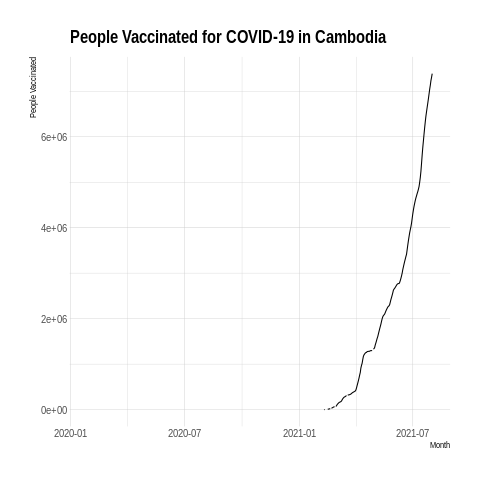 People Vaccinated for COVID-19 in Cambodia
People Vaccinated
6e+06
4e+06
2e+06
0e+00
2020-01
2020-07
2021-01
2021-07
Month